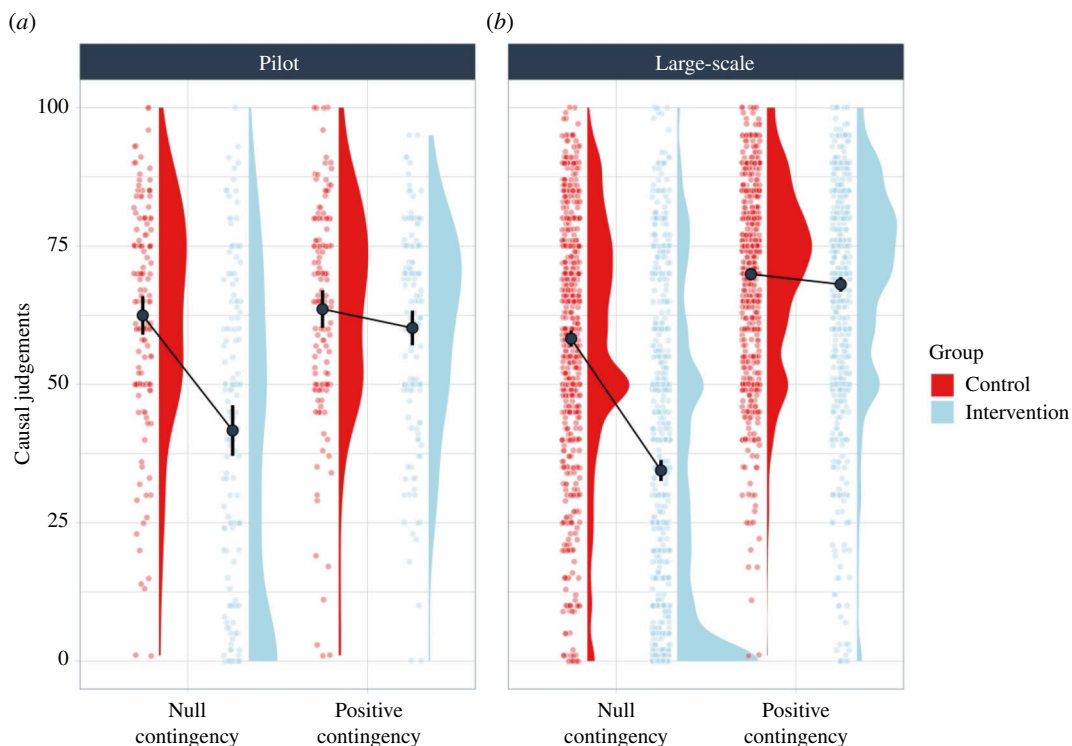 (a)
(b)
Pilot
Large-scale
Causal judgements
100
75
50
25
0
Null
contingency
Positive
contingency
Null
contingency
Positive
contingency
Group
Control
Intervention